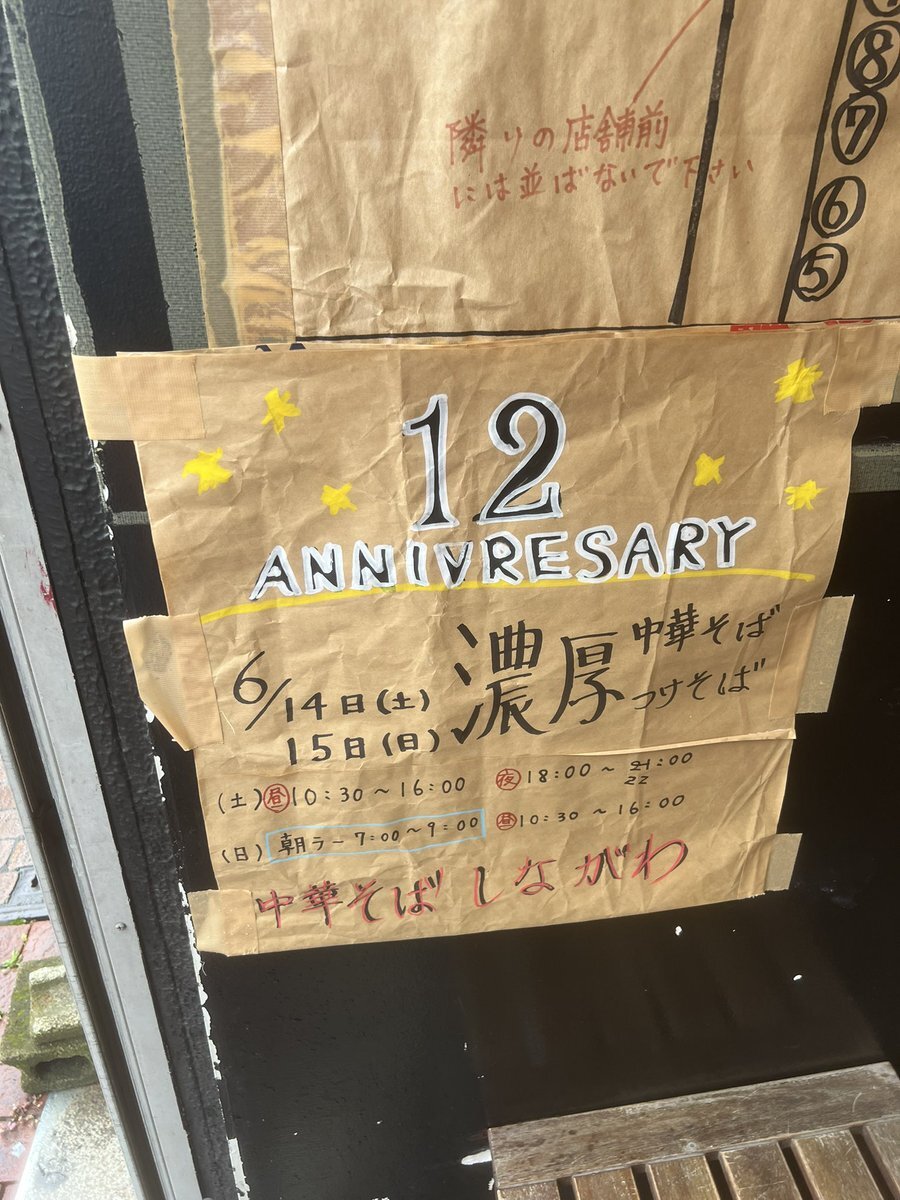 隣りの店舗前
には並ばないで下さい
⑧
⑦
⑥
⑤
12
ANNIVRESARY
6/14日(土)
15日(日)
濃厚
中華そば
つけそば
(土)昼10:30〜16:00 夜18:00〜22:00
(日)朝ラー7:00〜9:00 昼10:30〜16:00
中華そばしながわ